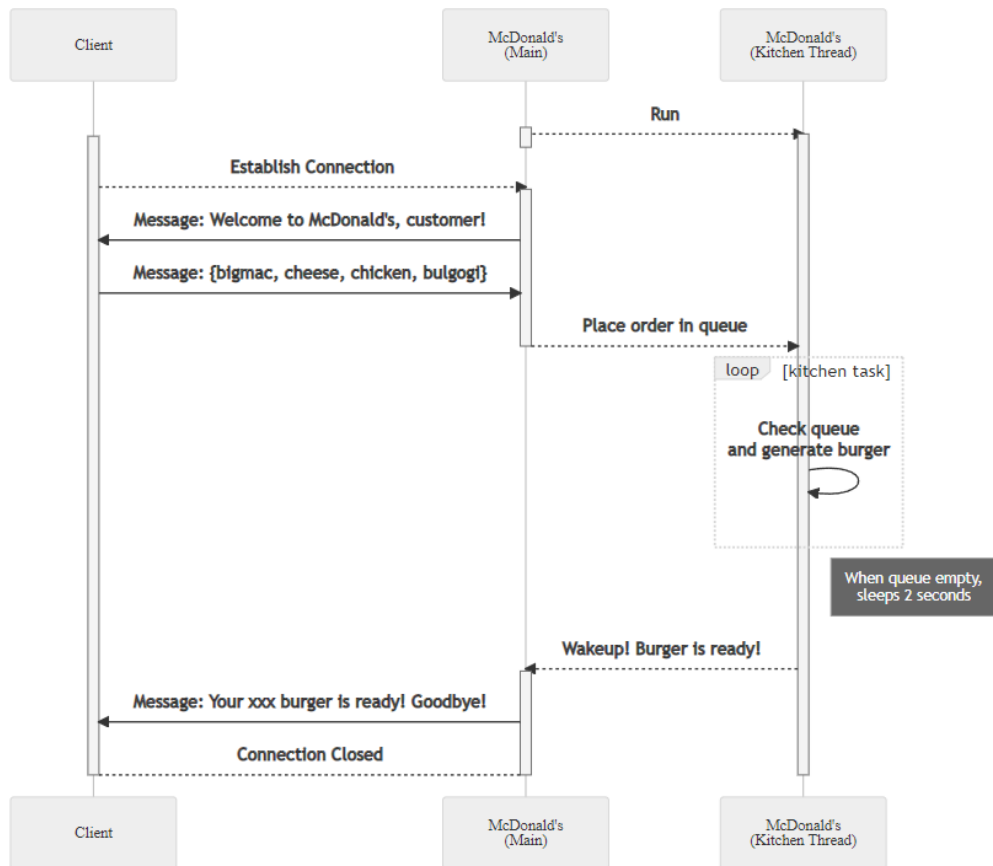 Client
McDonald's
(Main)
McDonald's
(Kitchen Thread)
Run
Establish Connection
Message: Welcome to McDonald's, customer!
Message: {bigmac, cheese, chicken, bulgogi}
Place order in queue
loop
[kitchen task]
Check queue
and generate burger
When queue empty,
sleeps 2 seconds
Wakeup! Burger is ready!
Message: Your xxx burger is ready! Goodbye!
Connection Closed
Client
McDonald's
(Main)
McDonald's
(Kitchen Thread)